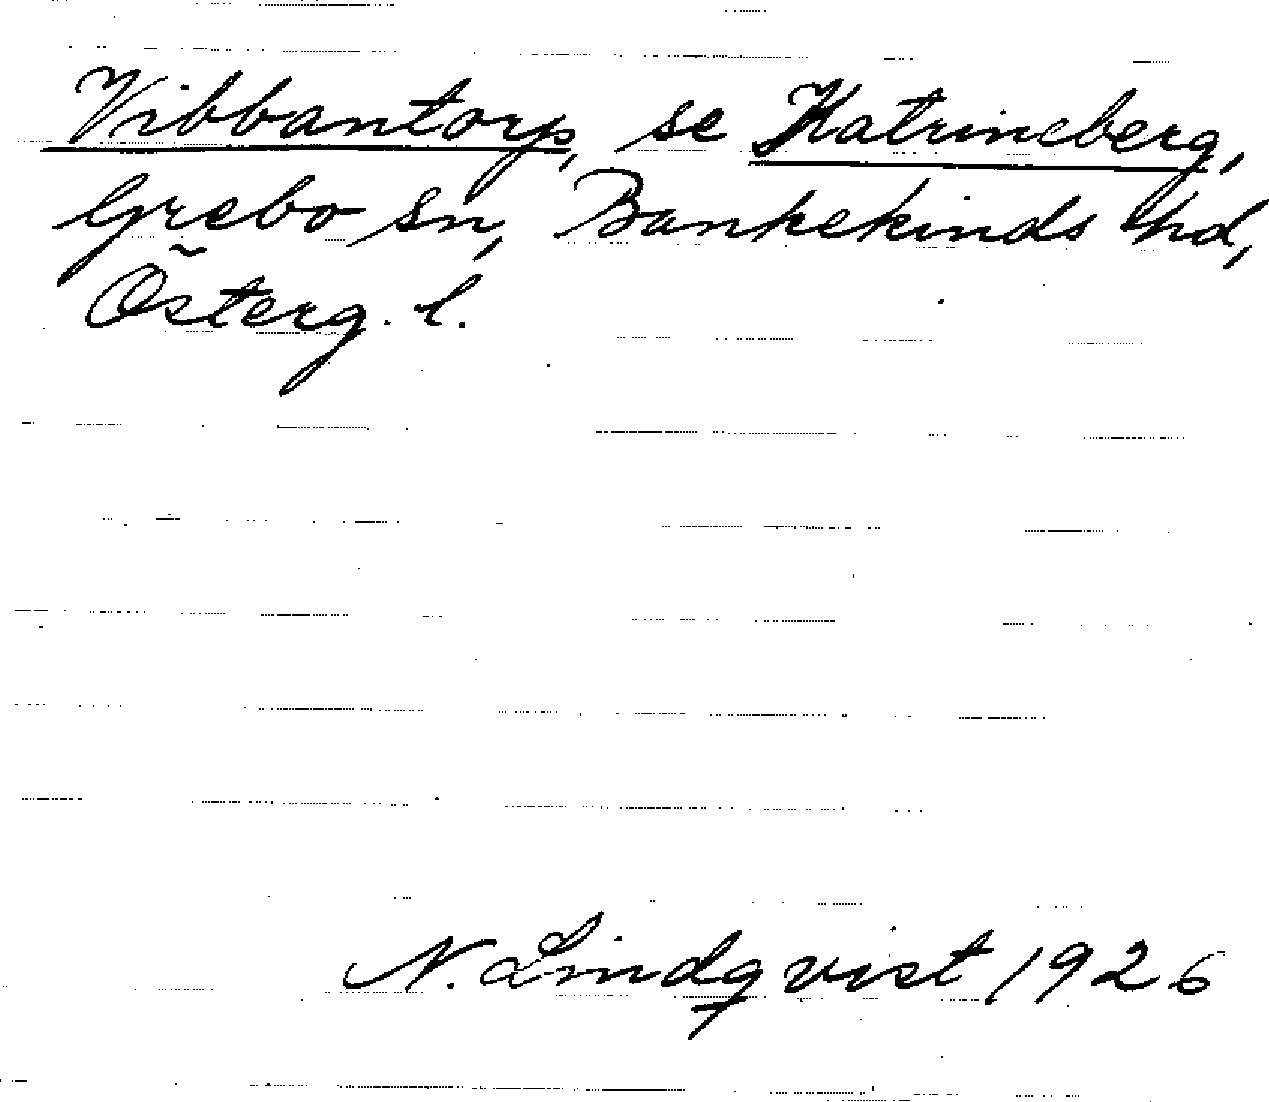 Vibbantorp, se Katrineberg,
Grebo sn, Bankekinds hd,
Österg. l.
N. Lindqvist 1926